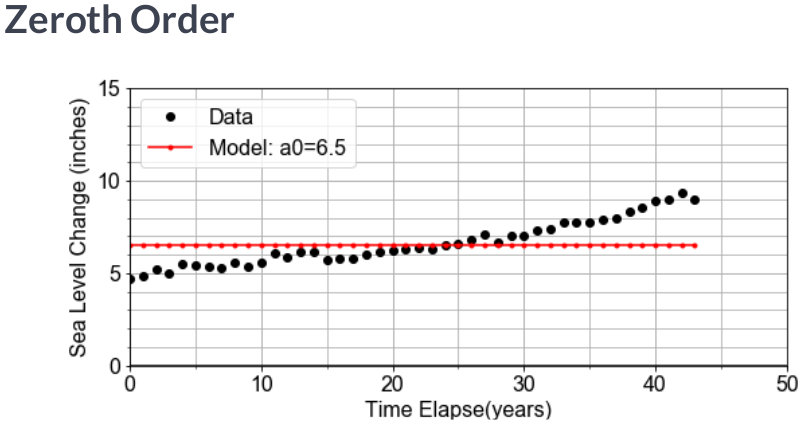 Zeroth Order
15
10
5
0
Sea Level Change (inches)
Data
Model: a0=6.5
0 10 20 30 40 50
Time Elapse(years)